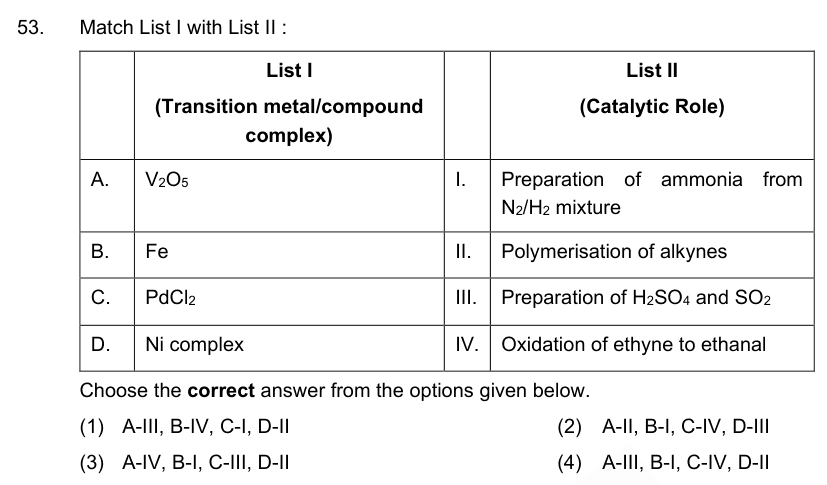 53. Match List I with List II :
List I
(Transition metal/compound
complex)
List II
(Catalytic Role)
A. V₂O₅ I. Preparation of ammonia from
N₂/H₂ mixture
B. Fe II. Polymerisation of alkynes
C. PdCl₂ III. Preparation of H₂SO₄ and SO₂
D. Ni complex IV. Oxidation of ethyne to ethanal
Choose the correct answer from the options given below.
(1) A-III, B-IV, C-I, D-II (2) A-II, B-I, C-IV, D-III
(3) A-IV, B-I, C-III, D-II (4) A-III, B-I, C-IV, D-II